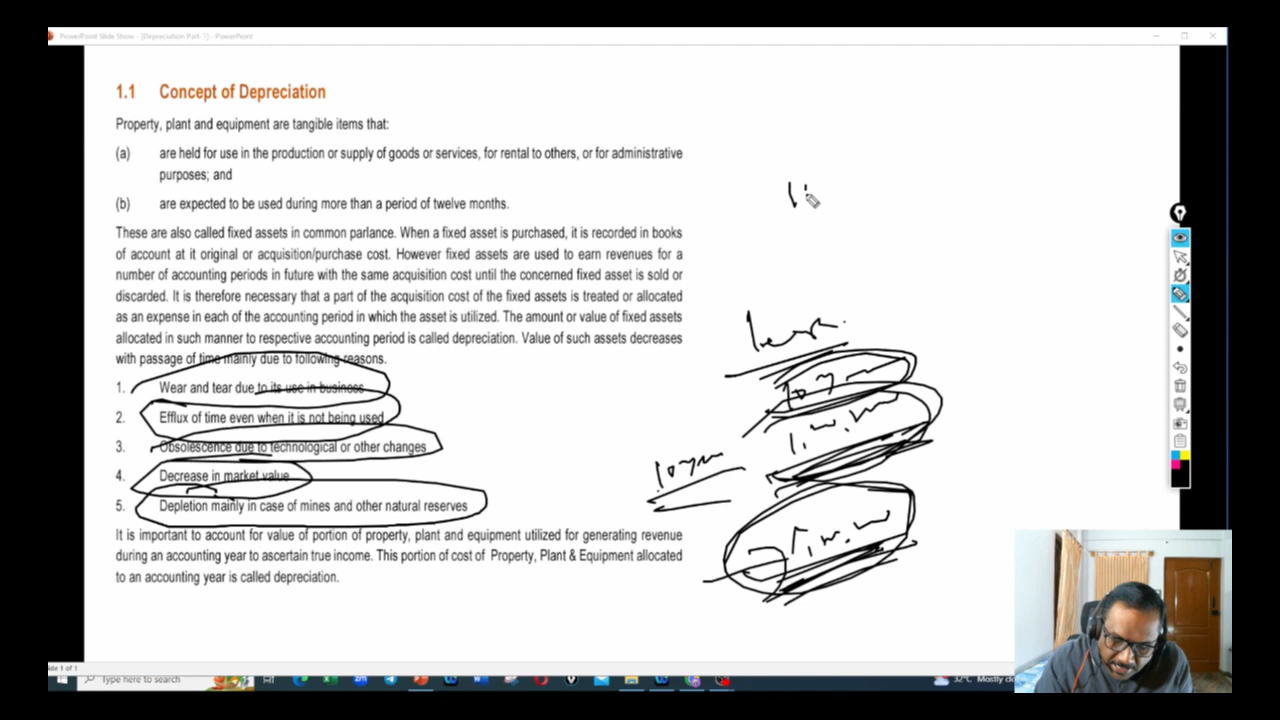 PowerPoint Slide Show - [Depreciation Part-1] - PowerPoint
1.1 Concept of Depreciation
Property, plant and equipment are tangible items that:
(a) are held for use in the production or supply of goods or services, for rental to others, or for administrative
purposes; and
(b) are expected to be used during more than a period of twelve months.
These are also called fixed assets in common parlance. When a fixed asset is purchased, it is recorded in books
of account at it original or acquisition/purchase cost. However fixed assets are used to earn revenues for a
number of accounting periods in future with the same acquisition cost until the concerned fixed asset is sold or
discarded. It is therefore necessary that a part of the acquisition cost of the fixed assets is treated or allocated
as an expense in each of the accounting period in which the asset is utilized. The amount or value of fixed assets
allocated in such manner to respective accounting period is called depreciation. Value of such assets decreases
with passage of time mainly due to following reasons.
1. Wear and tear due to its use in business
2. Efflux of time even when it is not being used
3. Obsolescence due to technological or other changes
4. Decrease in market value
5. Depletion mainly in case of mines and other natural reserves
It is important to account for value of portion of property, plant and equipment utilized for generating revenue
during an accounting year to ascertain true income. This portion of cost of Property, Plant & Equipment allocated
to an accounting year is called depreciation.
Type here to search
32°C Mostly